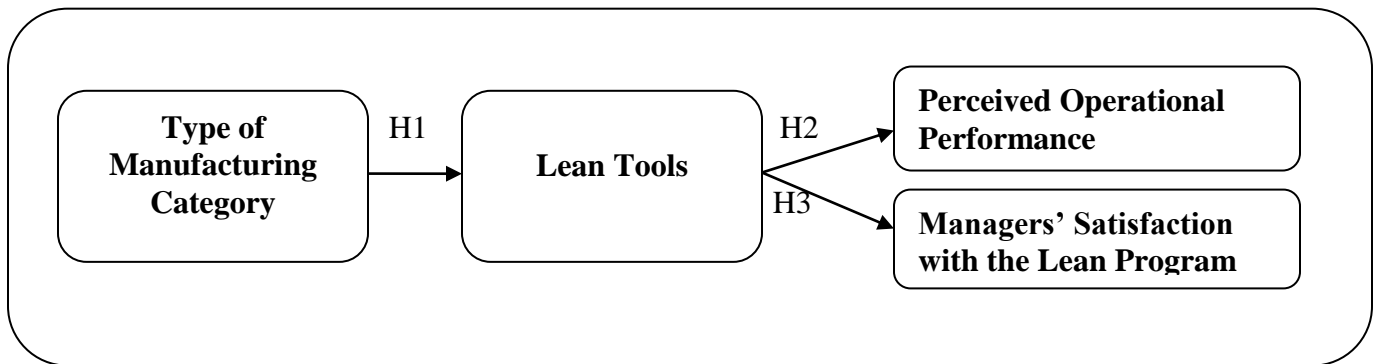 Type of
Manufacturing
Category
H1
Lean Tools
H2
H3
Perceived Operational
Performance
Managers’ Satisfaction
with the Lean Program